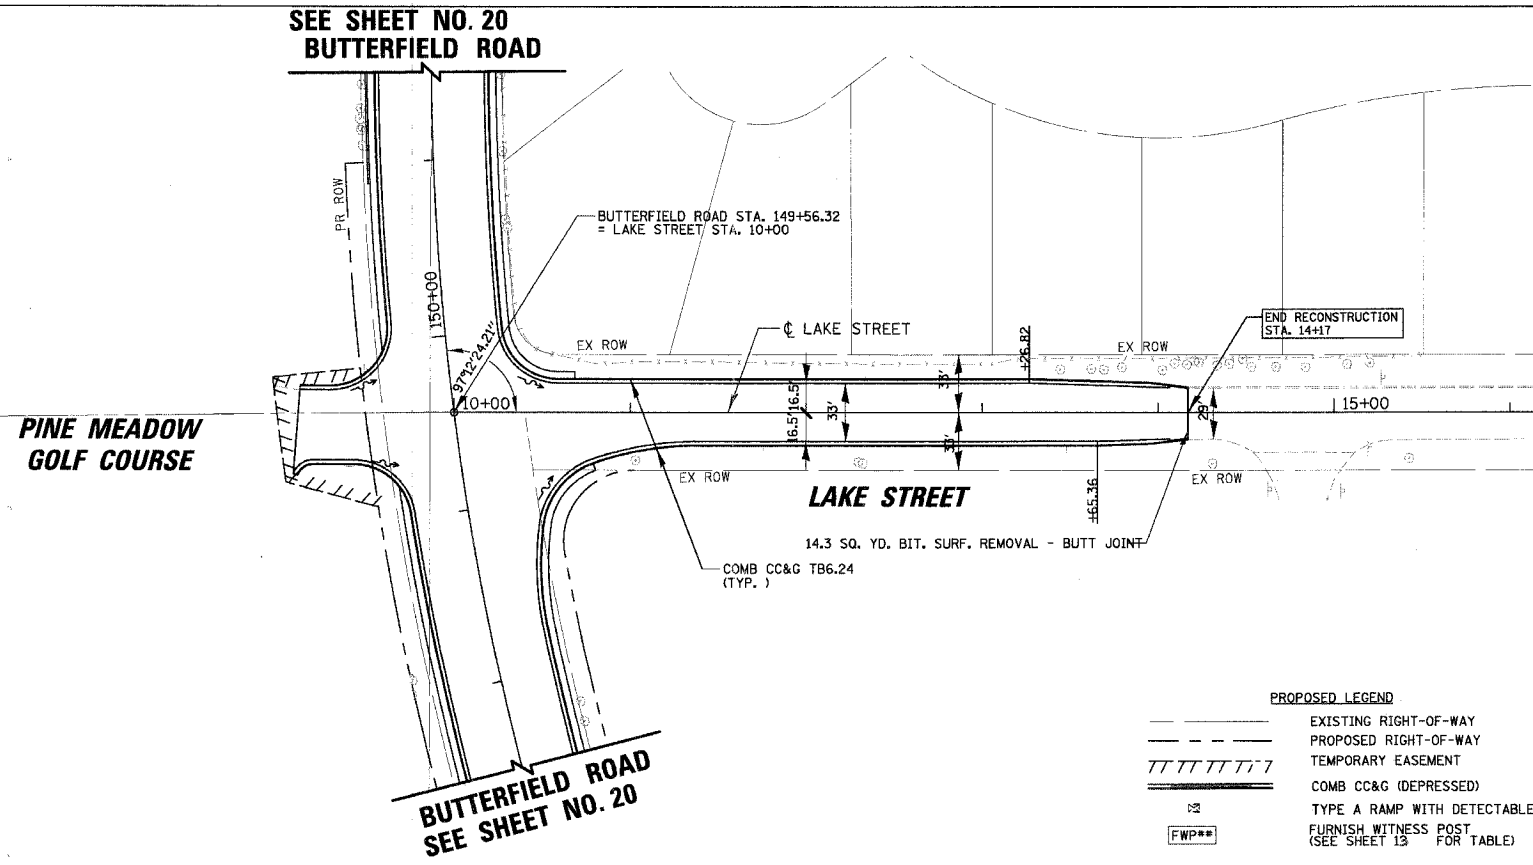 SEE SHEET NO. 20
BUTTERFIELD ROAD
PR ROW
150+00
BUTTERFIELD ROAD STA. 149+56.32
= LAKE STREET STA. 10+00
97°12'24.21"
℄ LAKE STREET
END RECONSTRUCTION
STA. 14+17
EX ROW
+26.82
EX ROW
10+00
16.5'
16.5'
33'
33'
33'
29'
15+00
PINE MEADOW
GOLF COURSE
EX ROW
LAKE STREET
+65.36
EX ROW
14.3 SQ. YD. BIT. SURF. REMOVAL - BUTT JOINT
COMB CC&G TB6.24
(TYP. )
BUTTERFIELD ROAD
SEE SHEET NO. 20
PROPOSED LEGEND
EXISTING RIGHT-OF-WAY
PROPOSED RIGHT-OF-WAY
TEMPORARY EASEMENT
COMB CC&G (DEPRESSED)
TYPE A RAMP WITH DETECTABLE
FWP** FURNISH WITNESS POST
(SEE SHEET 13 FOR TABLE)